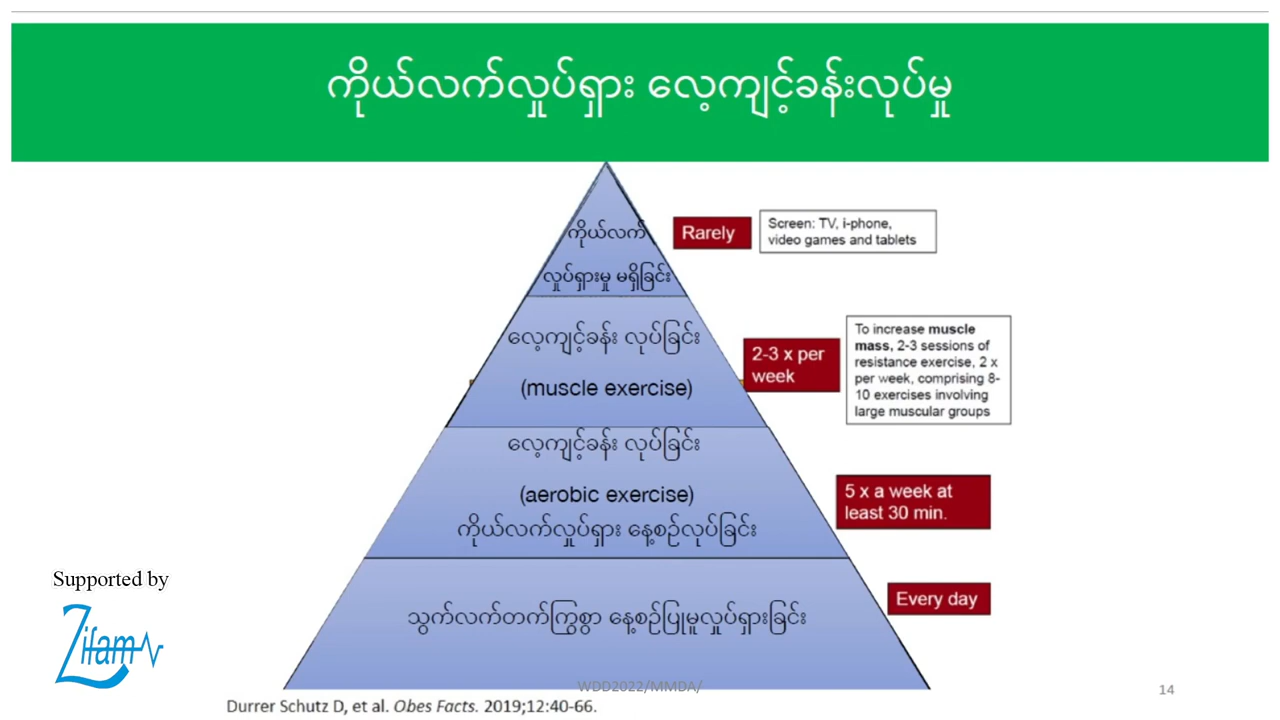 ကိုယ်လက်လှုပ်ရှား လေ့ကျင့်ခန်းလုပ်မှု
ကိုယ်လက်
လှုပ်ရှားမှု မရှိခြင်း
Rarely
Screen: TV, i-phone,
video games and tablets
လေ့ကျင့်ခန်း လုပ်ခြင်း
(muscle exercise)
2-3 x per
week
To increase muscle
mass, 2-3 sessions of
resistance exercise, 2 x
per week, comprising 8-
10 exercises involving
large muscular groups
လေ့ကျင့်ခန်း လုပ်ခြင်း
(aerobic exercise)
ကိုယ်လက်လှုပ်ရှား နေ့စဉ်လုပ်ခြင်း
5 x a week at
least 30 min.
သွက်လက်တက်ကြွစွာ နေ့စဉ်ပြုမူလှုပ်ရှားခြင်း
Every day
Supported by
Zifam
WDD2022/MMDA/
14
Durrer Schutz D, et al. Obes Facts. 2019;12:40-66.